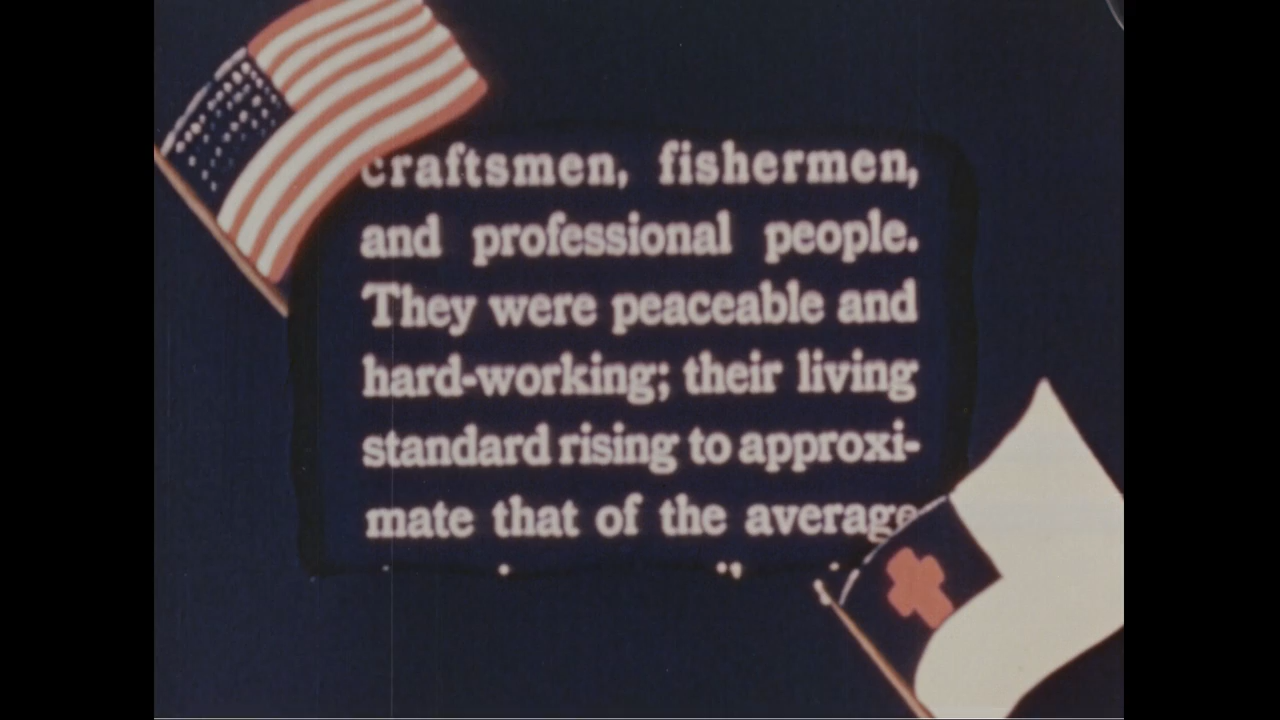 craftsmen, fishermen,
and professional people.
They were peaceable and
hard-working; their living
standard rising to approxi-
mate that of the average